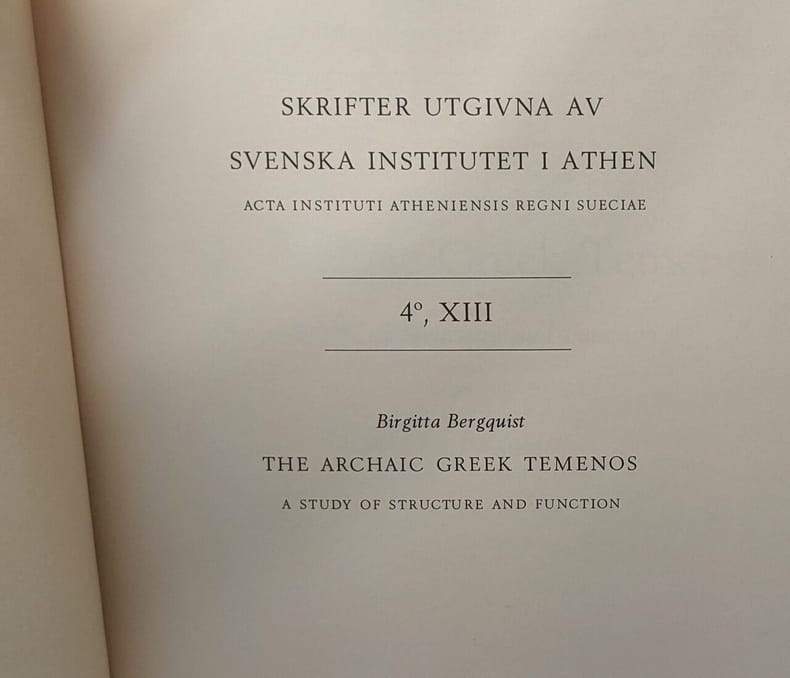 SKRIFTER UTGIVNA AV
SVENSKA INSTITUTET I ATHEN
ACTA INSTITUTI ATHENIENSIS REGNI SUECIAE
4º, XIII
Birgitta Bergquist
THE ARCHAIC GREEK TEMENOS
A STUDY OF STRUCTURE AND FUNCTION